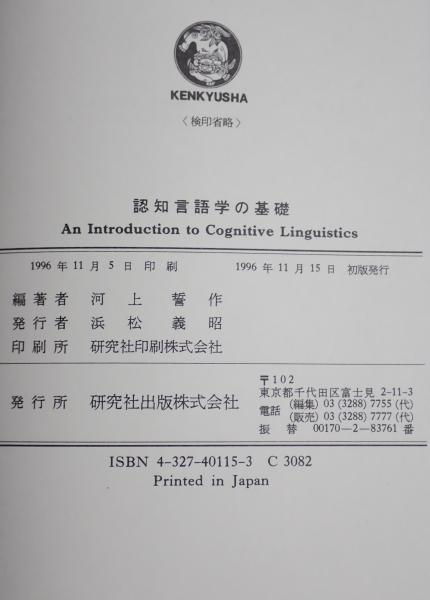 KENKYUSHA
〈検印省略〉
認知言語学の基礎
An Introduction to Cognitive Linguistics
1996年11月5日 印刷 1996年11月15日 初版発行
編著者 河上誓作
発行者 浜松義昭
印刷所 研究社印刷株式会社
発行所 研究社出版株式会社
〒102
東京都千代田区富士見 2-11-3
電話 (編集) 03 (3288) 7755 (代)
(販売) 03 (3288) 7777 (代)
振替 00170-2-83761 番
ISBN 4-327-40115-3 C 3082
Printed in Japan